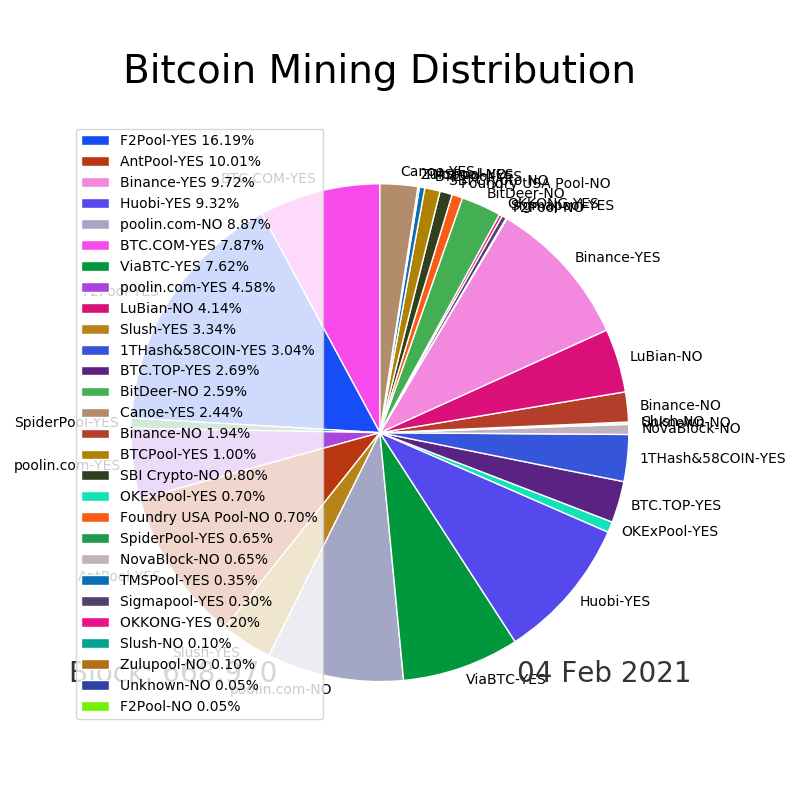 Bitcoin Mining Distribution
F2Pool-YES 16.19%
AntPool-YES 10.01%
Binance-YES 9.72%
Huobi-YES 9.32%
poolin.com-NO 8.87%
BTC.COM-YES 7.87%
ViaBTC-YES 7.62%
poolin.com-YES 4.58%
LuBian-NO 4.14%
Slush-YES 3.34%
1THash&58COIN-YES 3.04%
BTC.TOP-YES 2.69%
BitDeer-NO 2.59%
Canoe-YES 2.44%
Binance-NO 1.94%
BTCPool-YES 1.00%
SBI Crypto-NO 0.80%
OKExPool-YES 0.70%
Foundry USA Pool-NO 0.70%
SpiderPool-YES 0.65%
NovaBlock-NO 0.65%
TMSPool-YES 0.35%
Sigmapool-YES 0.30%
OKKONG-YES 0.20%
Slush-NO 0.10%
Zulupool-NO 0.10%
Unknown-NO 0.05%
F2Pool-NO 0.05%
BTC.COM-YES
F2Pool-YES
SpiderPool-YES
poolin.com-YES
AntPool-YES
Slush-YES
poolin.com-NO
ViaBTC-YES
Huobi-YES
OKExPool-YES
BTC.TOP-YES
1THash&58COIN-YES
NovaBlock-NO
Binance-NO
LuBian-NO
Binance-YES
OKKONG-YES
BitDeer-NO
Foundry USA Pool-NO
Canoe-YES
Block: 668,970
04 Feb 2021